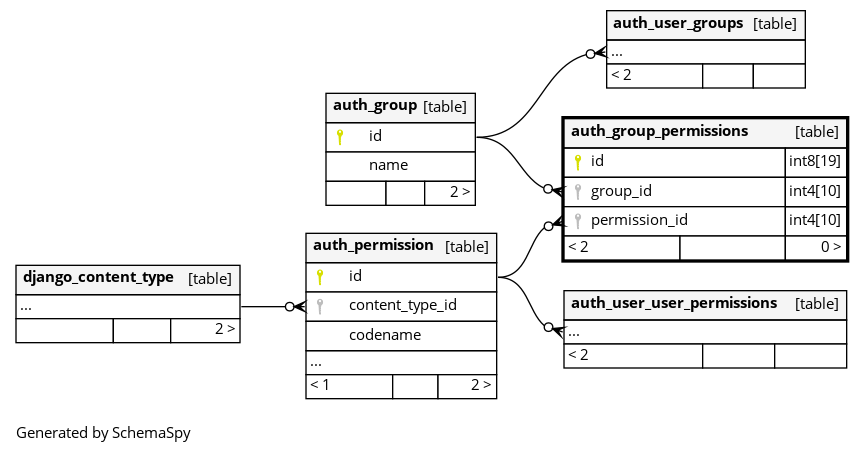 auth_user_groups [table]
...
< 2
auth_group [table]
id
name
2 >
auth_group_permissions [table]
id int8[19]
group_id int4[10]
permission_id int4[10]
< 2 0 >
auth_permission [table]
id
content_type_id
codename
...
< 1 2 >
django_content_type [table]
...
2 >
auth_user_user_permissions [table]
...
< 2
Generated by SchemaSpy